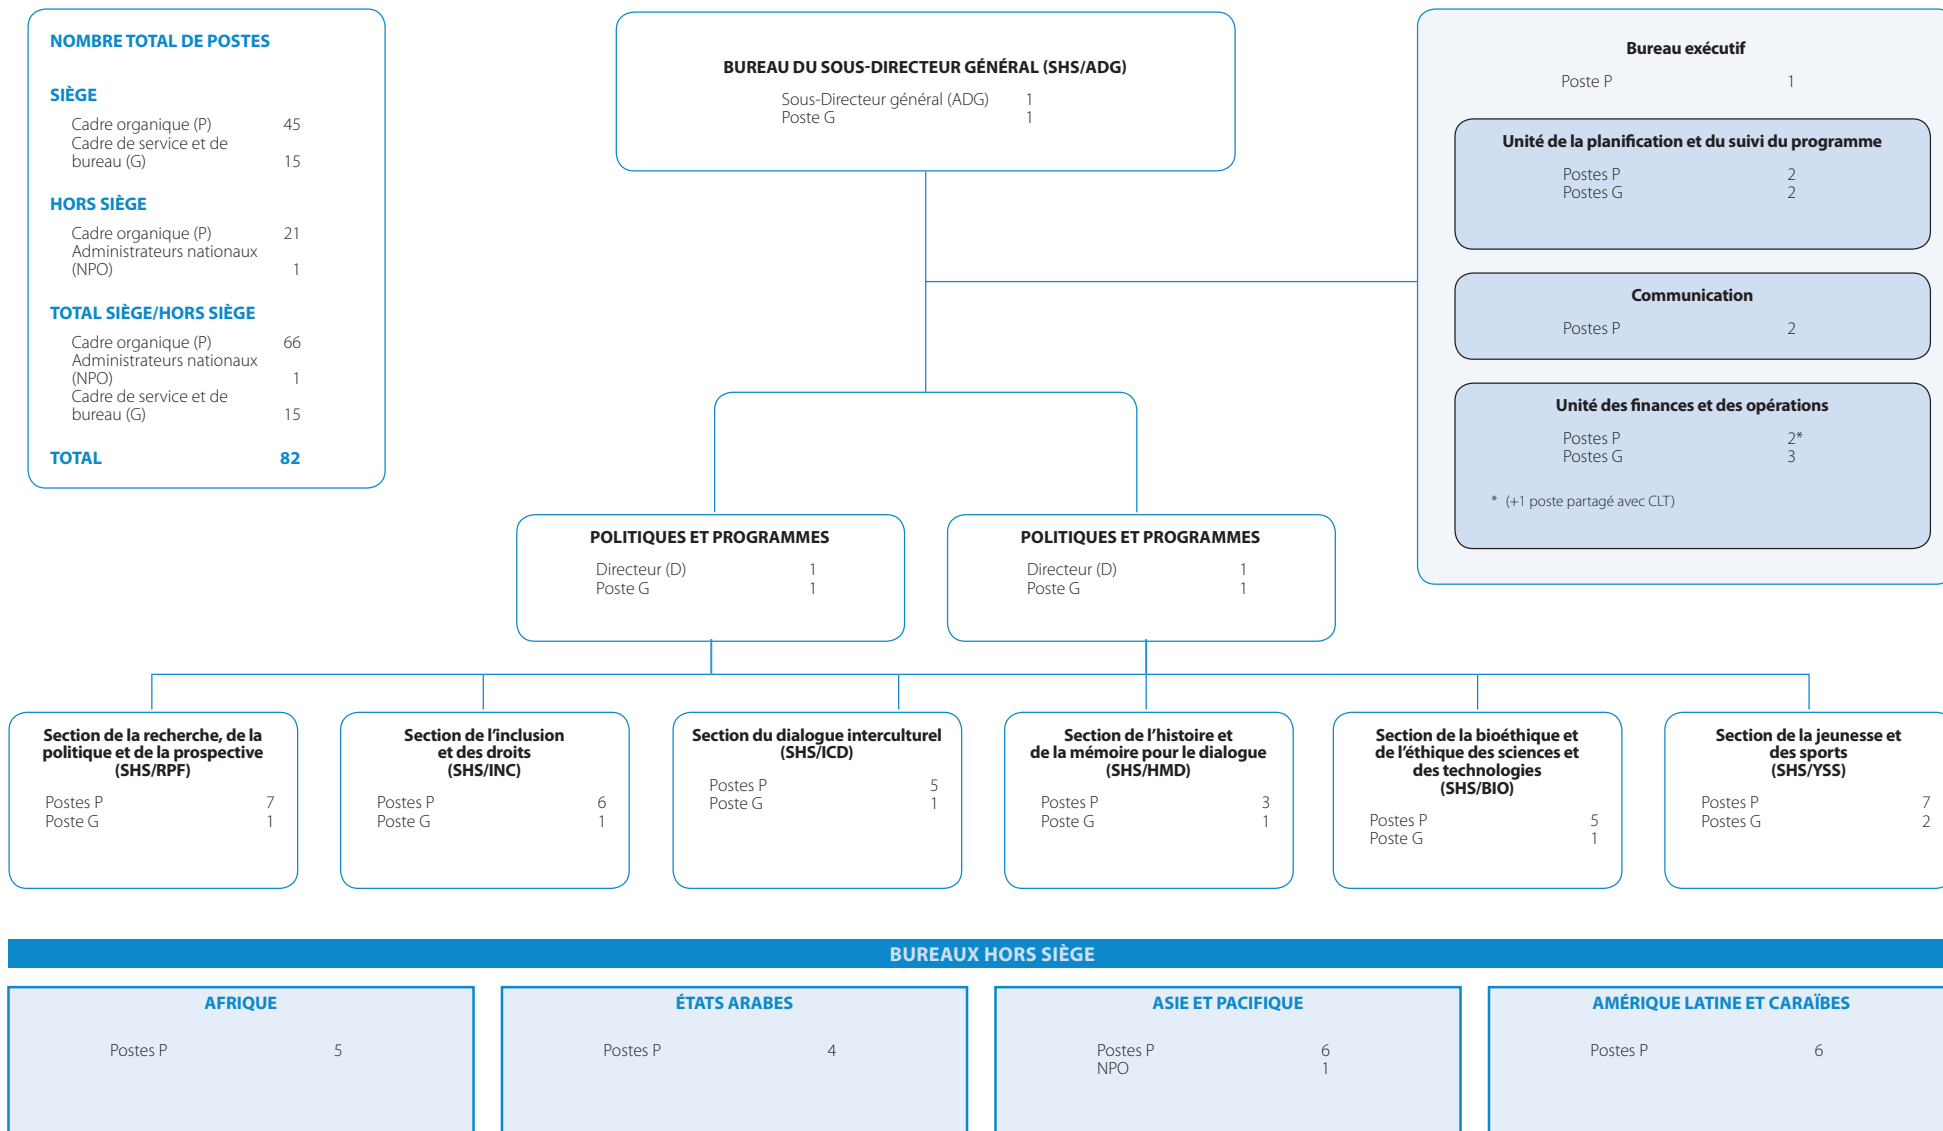 NOMBRE TOTAL DE POSTES
SIÈGE
Cadre organique (P) 45
Cadre de service et de
bureau (G) 15
HORS SIÈGE
Cadre organique (P) 21
Administrateurs nationaux
(NPO) 1
TOTAL SIÈGE/HORS SIÈGE
Cadre organique (P) 66
Administrateurs nationaux
(NPO) 1
Cadre de service et de
bureau (G) 15
TOTAL 82
BUREAU DU SOUS-DIRECTEUR GÉNÉRAL (SHS/ADG)
Sous-Directeur général (ADG) 1
Poste G 1
Bureau exécutif
Poste P 1
Unité de la planification et du suivi du programme
Postes P 2
Postes G 2
Communication
Postes P 2
Unité des finances et des opérations
Postes P 2*
Postes G 3
* (+1 poste partagé avec CLT)
POLITIQUES ET PROGRAMMES
Directeur (D) 1
Poste G 1
POLITIQUES ET PROGRAMMES
Directeur (D) 1
Poste G 1
Section de la recherche, de la
politique et de la prospective
(SHS/RPF)
Postes P 7
Poste G 1
Section de l'inclusion
et des droits
(SHS/INC)
Postes P 6
Poste G 1
Section du dialogue interculturel
(SHS/ICD)
Postes P 5
Poste G 1
Section de l'histoire et
de la mémoire pour le dialogue
(SHS/HMD)
Postes P 3
Poste G 1
Section de la bioéthique et
de l'éthique des sciences et
des technologies
(SHS/BIO)
Postes P 5
Poste G 1
Section de la jeunesse et
des sports
(SHS/YSS)
Postes P 7
Postes G 2
BUREAUX HORS SIÈGE
AFRIQUE
Postes P 5
ÉTATS ARABES
Postes P 4
ASIE ET PACIFIQUE
Postes P 6
NPO 1
AMÉRIQUE LATINE ET CARAÏBES
Postes P 6